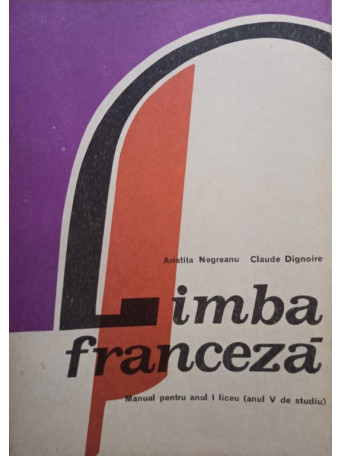 Aristița Negreanu Claude Dignoire
Limba
franceză
Manual pentru anul I liceu (anul V de studiu)